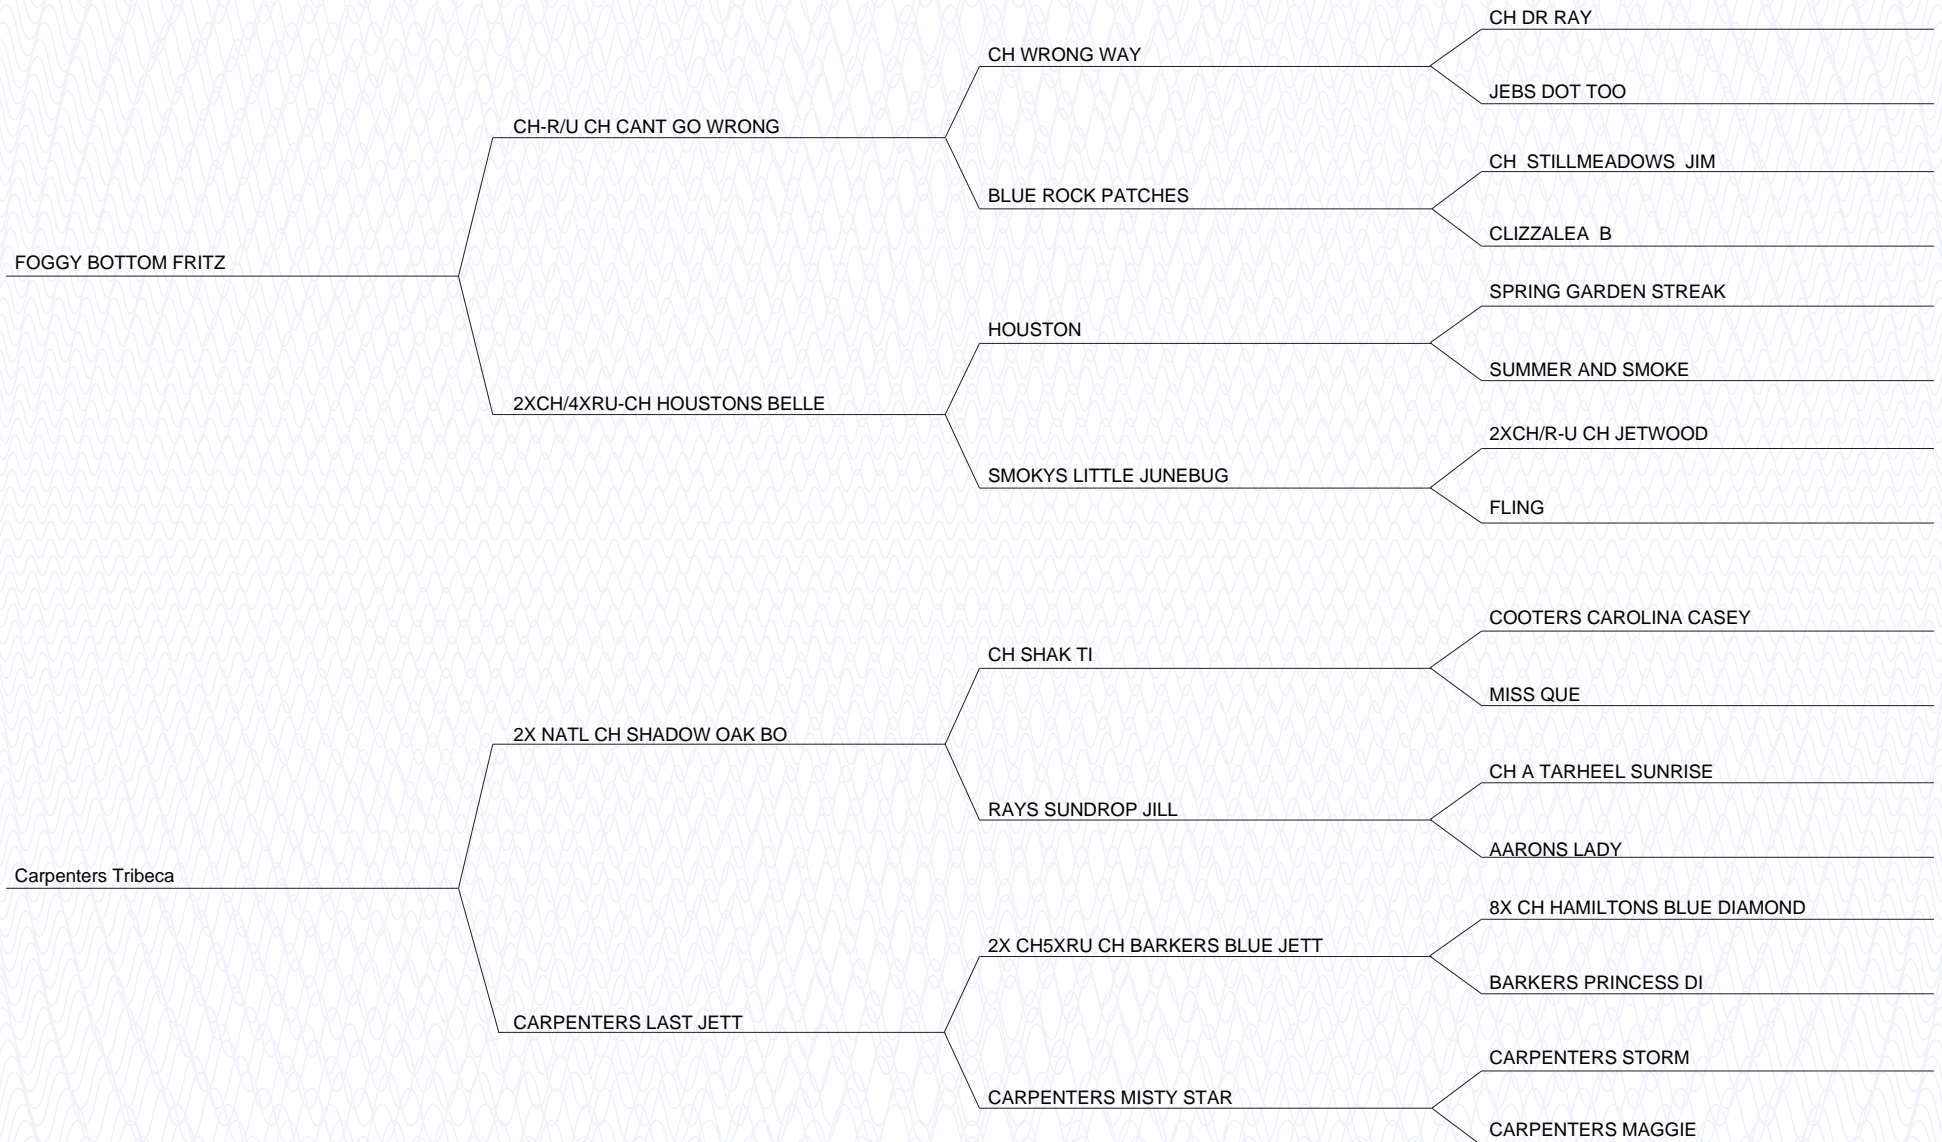 CH DR RAY
CH WRONG WAY
JEBS DOT TOO
CH-R/U CH CANT GO WRONG
CH  STILLMEADOWS  JIM
BLUE ROCK PATCHES
CLIZZALEA  B
FOGGY BOTTOM FRITZ
SPRING GARDEN STREAK
HOUSTON
SUMMER AND SMOKE
2XCH/4XRU-CH HOUSTONS BELLE
2XCH/R-U CH JETWOOD
SMOKYS LITTLE JUNEBUG
FLING
COOTERS CAROLINA CASEY
CH SHAK TI
MISS QUE
2X NATL CH SHADOW OAK BO
CH A TARHEEL SUNRISE
RAYS SUNDROP JILL
AARONS LADY
Carpenters Tribeca
8X CH HAMILTONS BLUE DIAMOND
2X CH5XRU CH BARKERS BLUE JETT
BARKERS PRINCESS DI
CARPENTERS LAST JETT
CARPENTERS STORM
CARPENTERS MISTY STAR
CARPENTERS MAGGIE